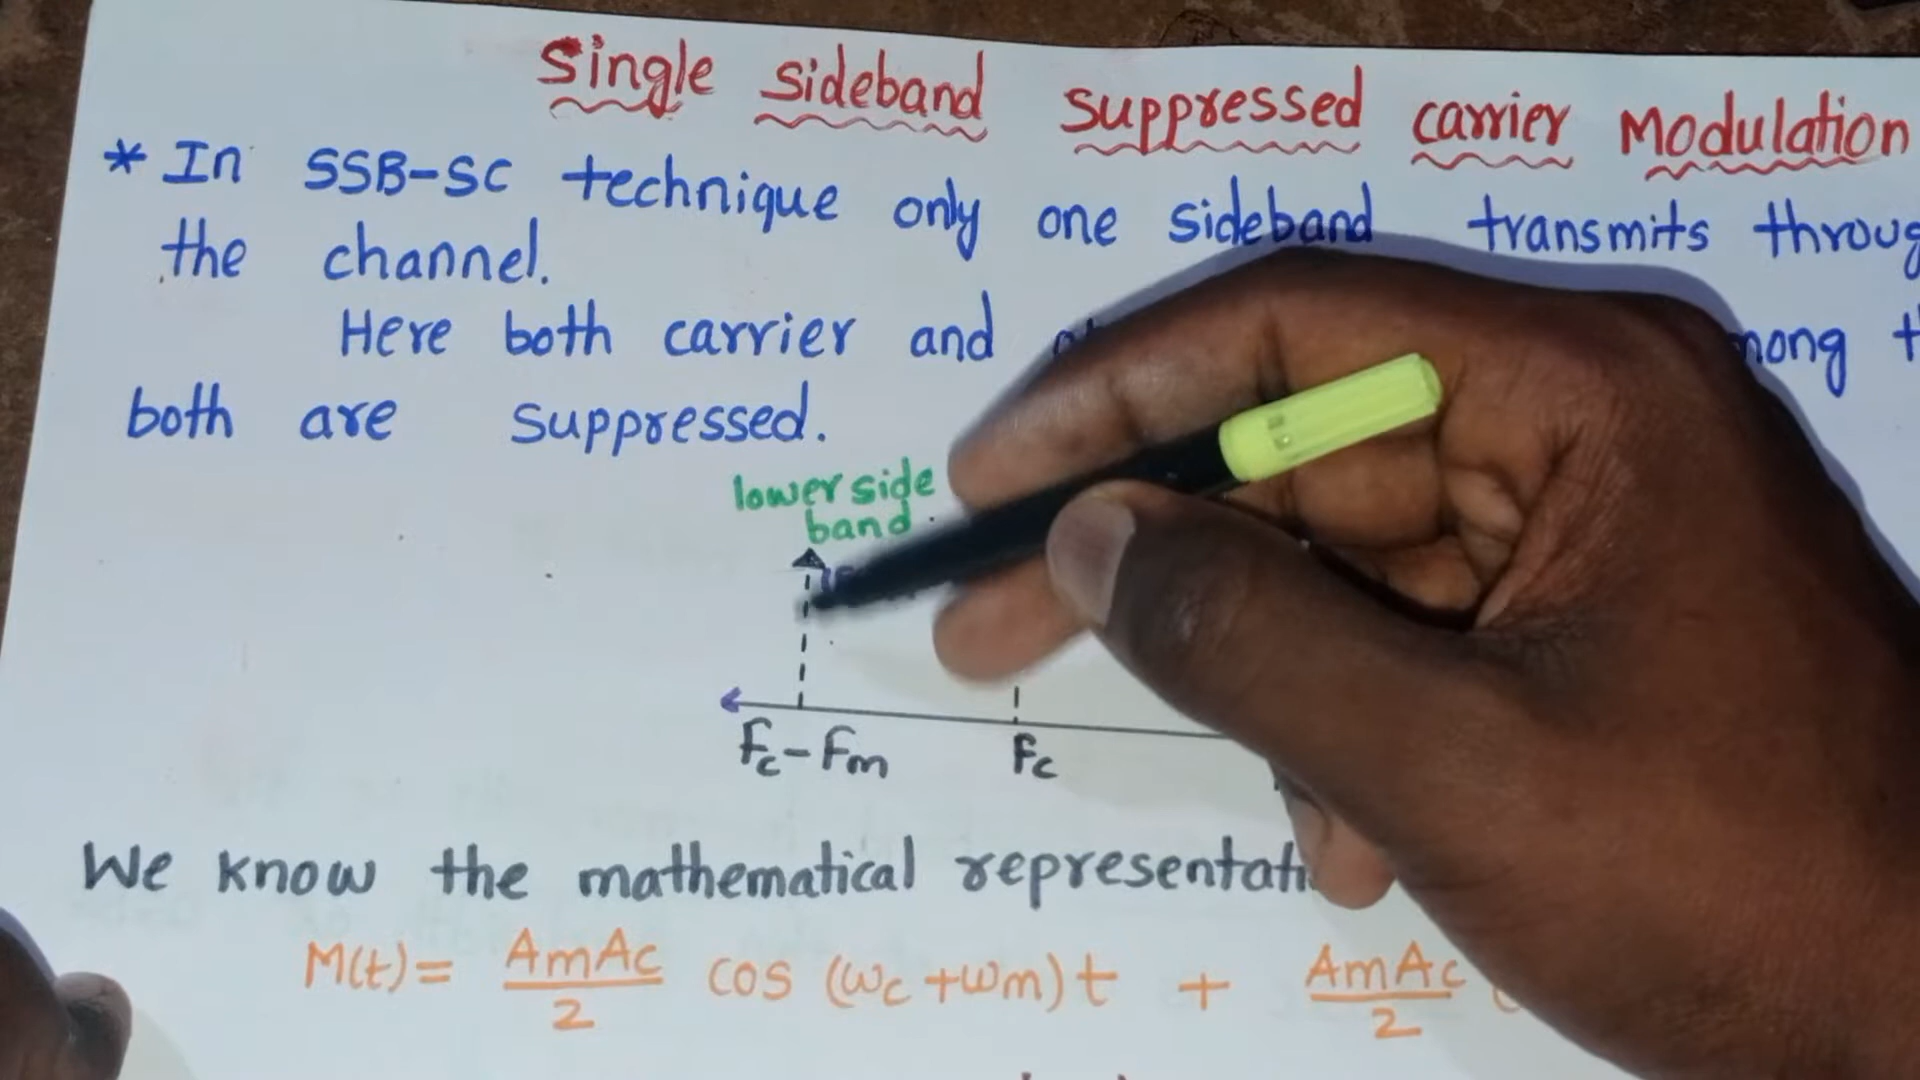 Single sideband suppressed carrier Modulation
* In SSB-SC technique only one sideband transmits throug
the channel.
Here both carrier and
both are suppressed.
lower side
band
Fc-Fm Fc
We know the mathematical representati
M(t) = AmAc/2 cos (ωc+ωm)t + AmAc/2